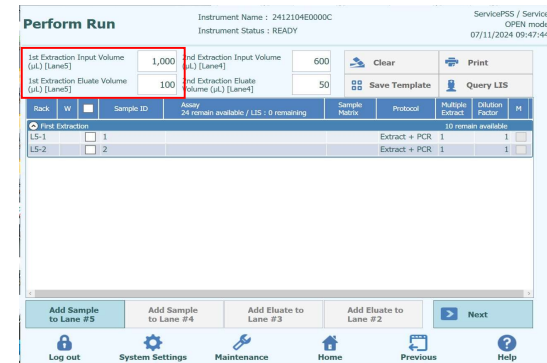 Perform Run
Instrument Name : 2412104E0000C
Instrument Status : READY
ServicePSS / Service
OPEN mode
07/11/2024 09:47:44
1st Extraction Input Volume (µL) [Lane5] 1,000
2nd Extraction Input Volume (µL) [Lane4] 600
Clear
Print
1st Extraction Eluate Volume (µL) [Lane5] 100
2nd Extraction Eluate Volume (µL) [Lane4] 50
Save Template
Query LIS
Rack W Sample ID Assay 24 remain available / LIS : 0 remaining Sample Matrix Protocol Multiple Extract Dilution Factor M
First Extraction 10 remain available
L5-1 1 Extract + PCR 1 1
L5-2 2 Extract + PCR 1 1
Add Sample to Lane #5
Add Sample to Lane #4
Add Eluate to Lane #3
Add Eluate to Lane #2
Next
Log out
System Settings
Maintenance
Home
Previous
Help